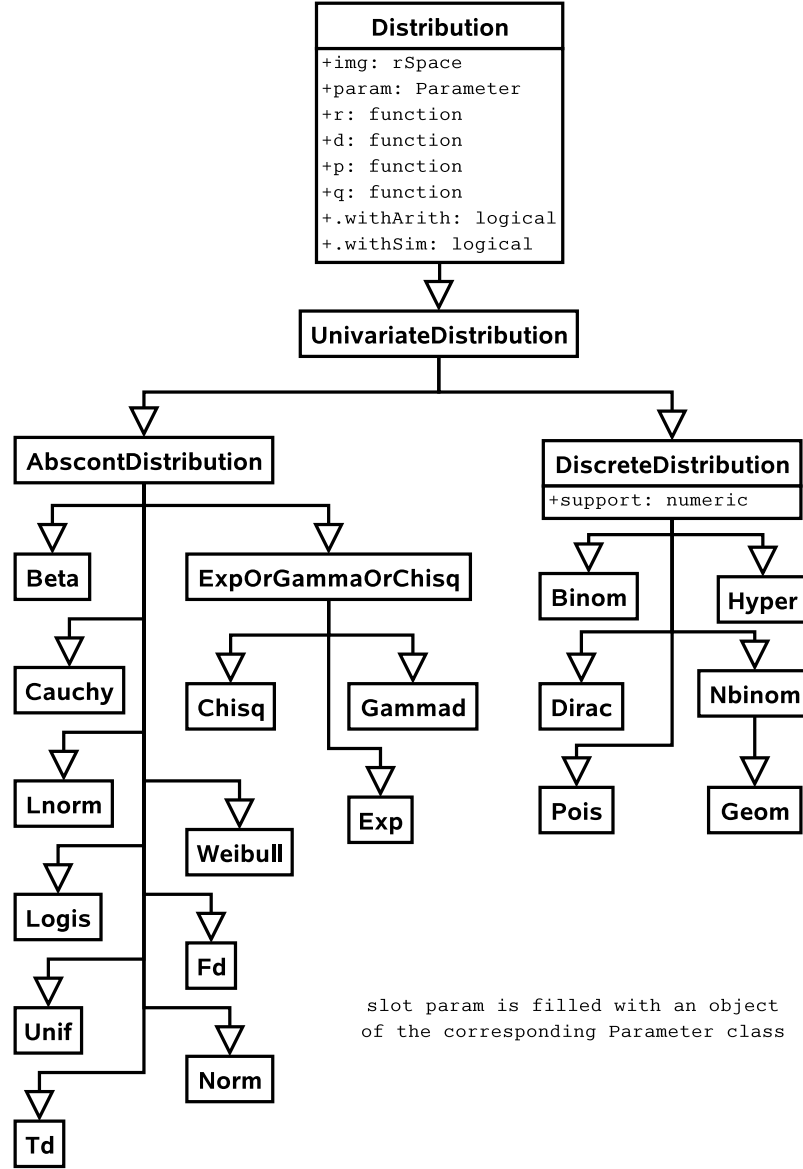 Distribution
+img: rSpace
+param: Parameter
+r: function
+d: function
+p: function
+q: function
+.withArith: logical
+.withSim: logical
UnivariateDistribution
AbscontDistribution
DiscreteDistribution
+support: numeric
Beta
ExpOrGammaOrChisq
Binom
Hyper
Cauchy
Chisq
Gammad
Dirac
Nbinom
Lnorm
Weibull
Exp
Pois
Geom
Logis
Fd
Unif
Norm
Td
slot param is filled with an object
of the corresponding Parameter class